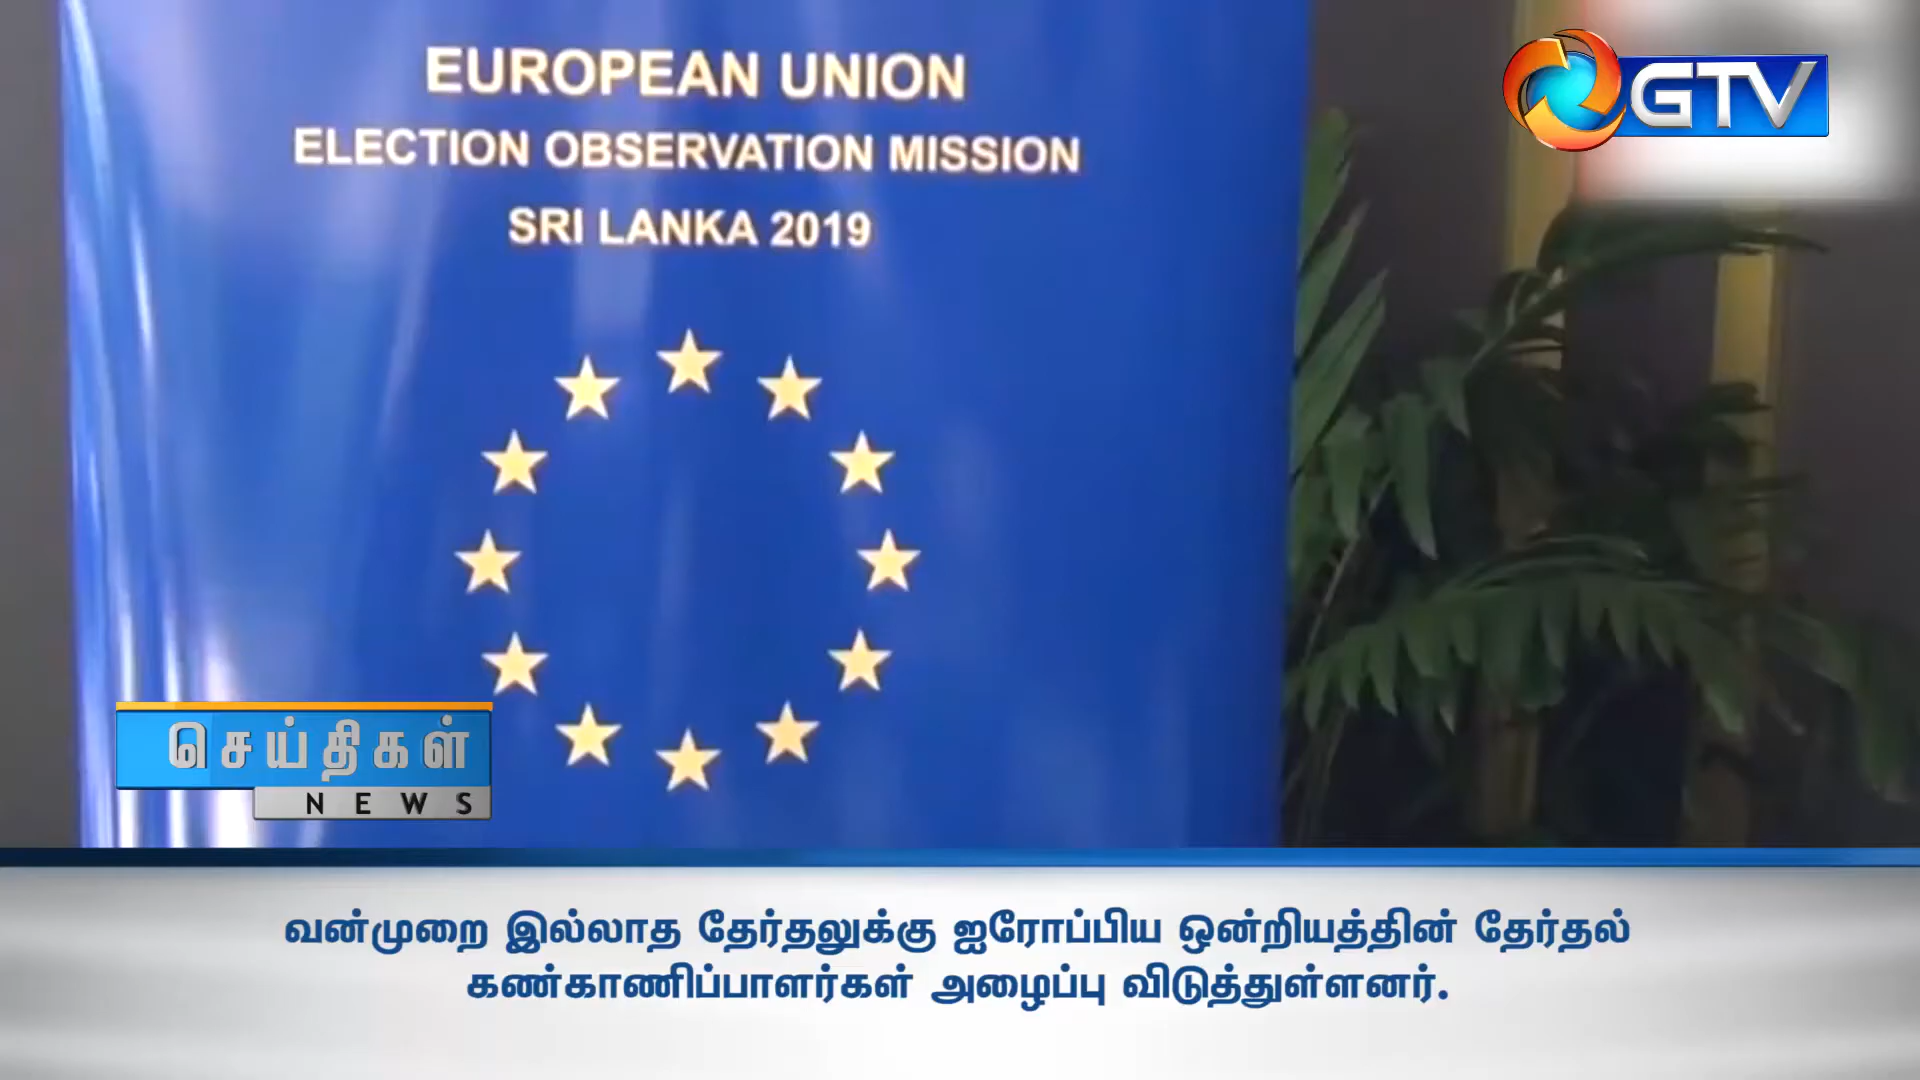 EUROPEAN UNION
ELECTION OBSERVATION MISSION
SRI LANKA 2019
GTV
செய்திகள்
NEWS
வன்முறை இல்லாத தேர்தலுக்கு ஐரோப்பிய ஒன்றியத்தின் தேர்தல்
கண்காணிப்பாளர்கள் அழைப்பு விடுத்துள்ளனர்.